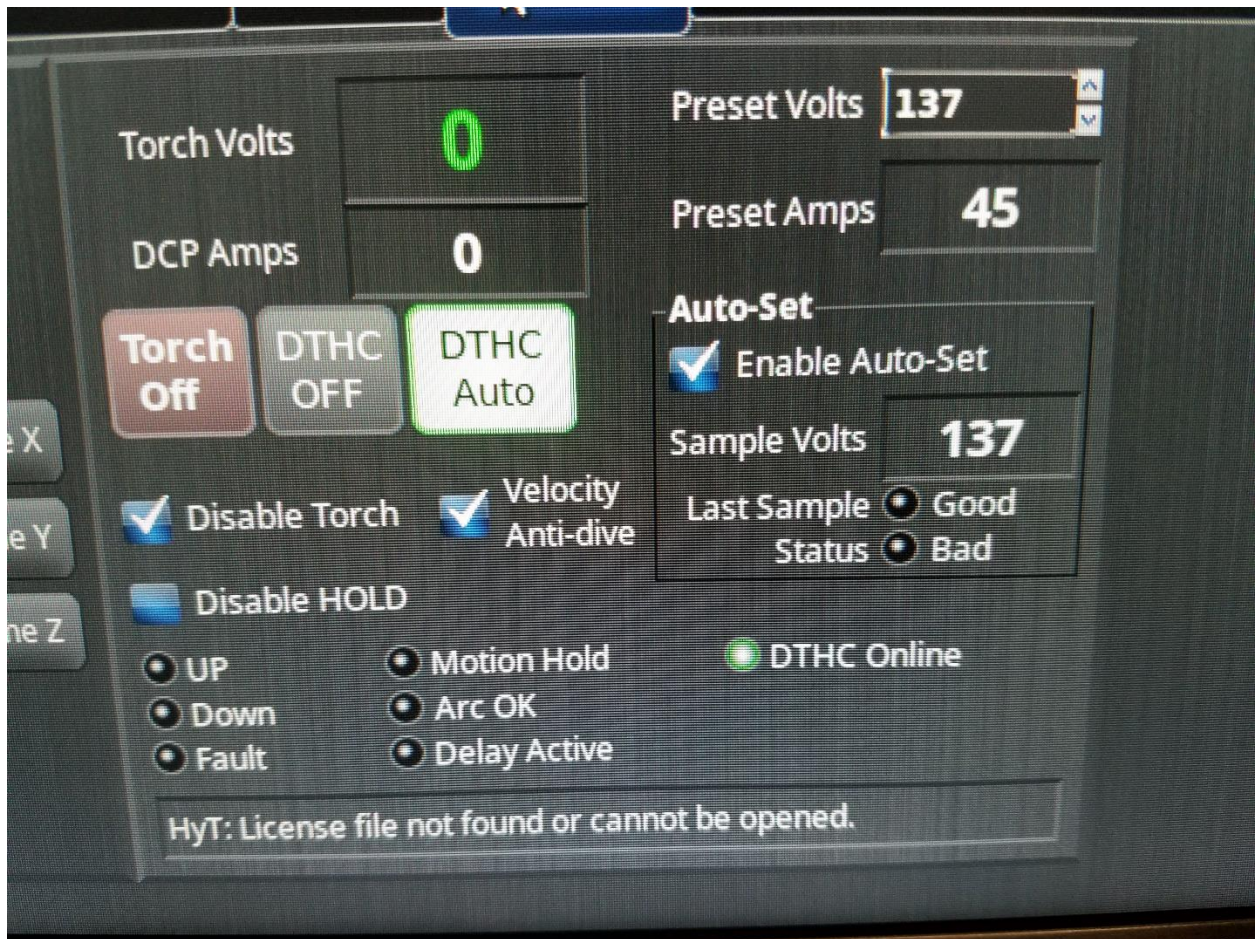 Torch Volts
0
Preset Volts
137
DCP Amps
0
Preset Amps
45
Torch
Off
DTHC
OFF
DTHC
Auto
Auto-Set
Enable Auto-Set
Sample Volts
137
Last Sample
Status
Good
Bad
Disable Torch
Velocity
Anti-dive
Disable HOLD
UP
Down
Fault
Motion Hold
Arc OK
Delay Active
DTHC Online
X
Y
Z
HyT: License file not found or cannot be opened.